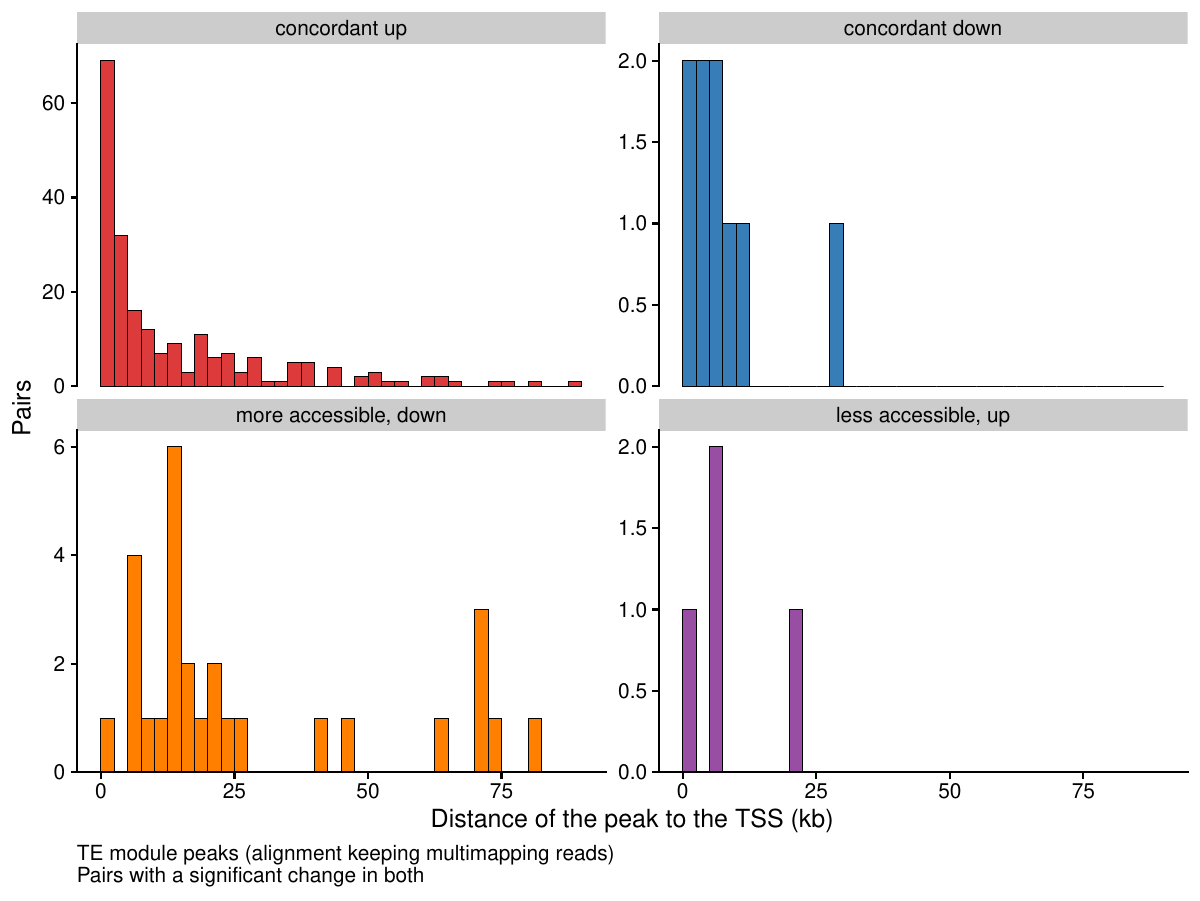 concordant up
concordant down
60
40
20
0
2.0
1.5
1.0
0.5
0.0
Pairs
more accessible, down
less accessible, up
6
4
2
0
2.0
1.5
1.0
0.5
0.0
0 25 50 75
0 25 50 75
Distance of the peak to the TSS (kb)
TE module peaks (alignment keeping multimapping reads)
Pairs with a significant change in both